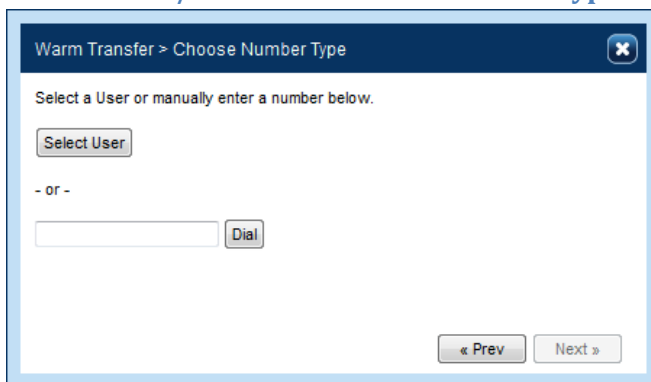 Warm Transfer > Choose Number Type
Select a User or manually enter a number below.
Select User
- or -
Dial
« Prev Next »